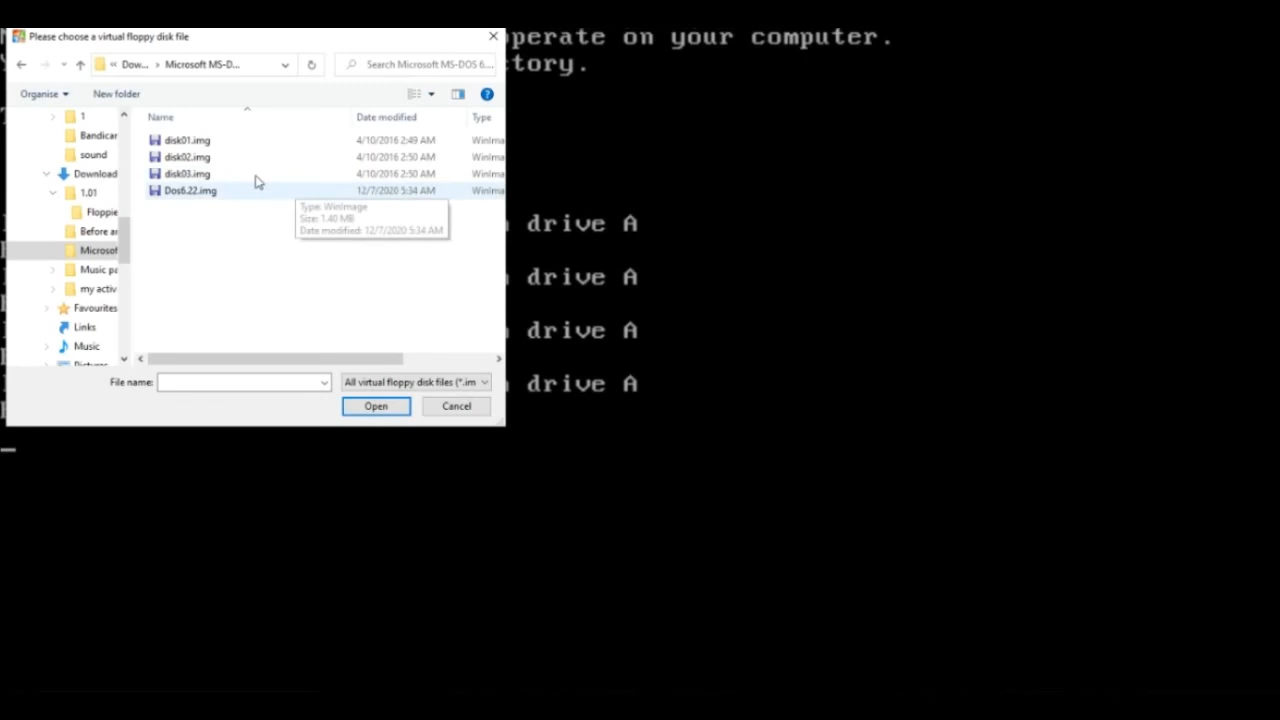 Please choose a virtual floppy disk file
operate on your computer.
« Dow... › Microsoft MS-D...
Search Microsoft MS-DOS 6....
ctory.
Organise
New folder
Name
Date modified
Type
1
Bandicar
sound
Download
1.01
Floppie
Before ar
Microsof
Music pa
my activ
Favourites
Links
Music
Pictures
disk01.img 4/10/2016 2:49 AM WinIma
disk02.img 4/10/2016 2:50 AM WinIma
disk03.img 4/10/2016 2:50 AM WinIma
Dos6.22.img 12/7/2020 5:34 AM WinIma
Type: WinImage
Size: 1.40 MB
Date modified: 12/7/2020 5:34 AM
drive A
drive A
drive A
drive A
File name:
All virtual floppy disk files (*.im
Open
Cancel